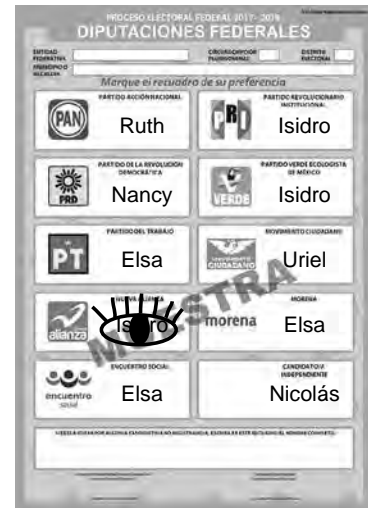 PROCESO ELECTORAL FEDERAL 2017-2018
DIPUTACIONES FEDERALES
ENTIDAD
FEDERATIVA
CIRCUNSCRIPCIÓN
PLURINOMINAL
DISTRITO
ELECTORAL
MUNICIPIO O
ALCALDÍA
Marque el recuadro de su preferencia
PARTIDO ACCIÓN NACIONAL
PAN
Ruth
PARTIDO REVOLUCIONARIO
INSTITUCIONAL
PRI
Isidro
PARTIDO DE LA REVOLUCIÓN
DEMOCRÁTICA
PRD
Nancy
PARTIDO VERDE ECOLOGISTA
DE MÉXICO
VERDE
Isidro
PARTIDO DEL TRABAJO
PT
Elsa
MOVIMIENTO CIUDADANO
MOVIMIENTO
CIUDADANO
Uriel
NUEVA ALIANZA
alianza
Isidro
MORENA
morena
Elsa
MUESTRA
ENCUENTRO SOCIAL
encuentro
social
Elsa
CANDIDATO/A
INDEPENDIENTE
Nicolás